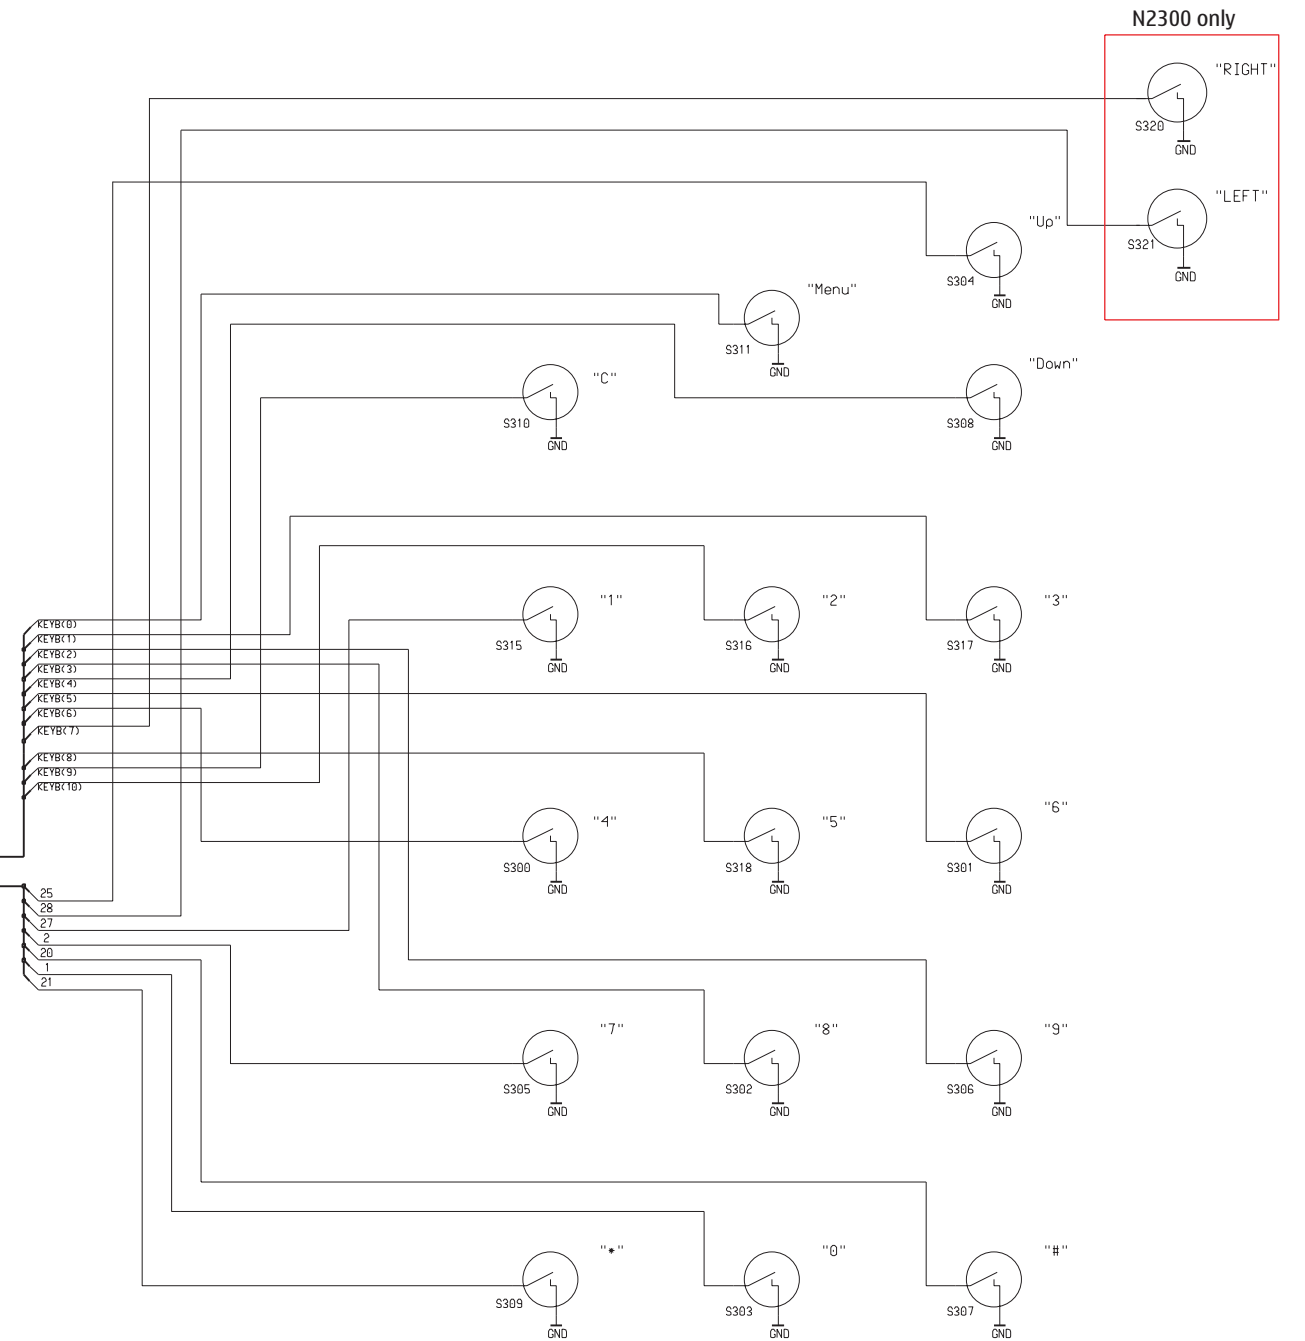 N2300 only
"RIGHT"
S320
GND
"LEFT"
"Up"
S321
S304
GND
"Menu"
GND
S311
"Down"
GND
"C"
S310
S308
GND
GND
"1"
"2"
"3"
KEYB(0)
KEYB(1)
S315
S316
S317
KEYB(2)
KEYB(3)
GND
GND
GND
KEYB(4)
KEYB(5)
KEYB(6)
KEYB(7)
KEYB(8)
KEYB(9)
KEYB(10)
"4"
"5"
"6"
S300
S318
S301
GND
GND
GND
25
28
27
2
20
1
21
"7"
"8"
"9"
S305
S302
S306
GND
GND
GND
"*"
"0"
"#"
S309
S303
S307
GND
GND
GND